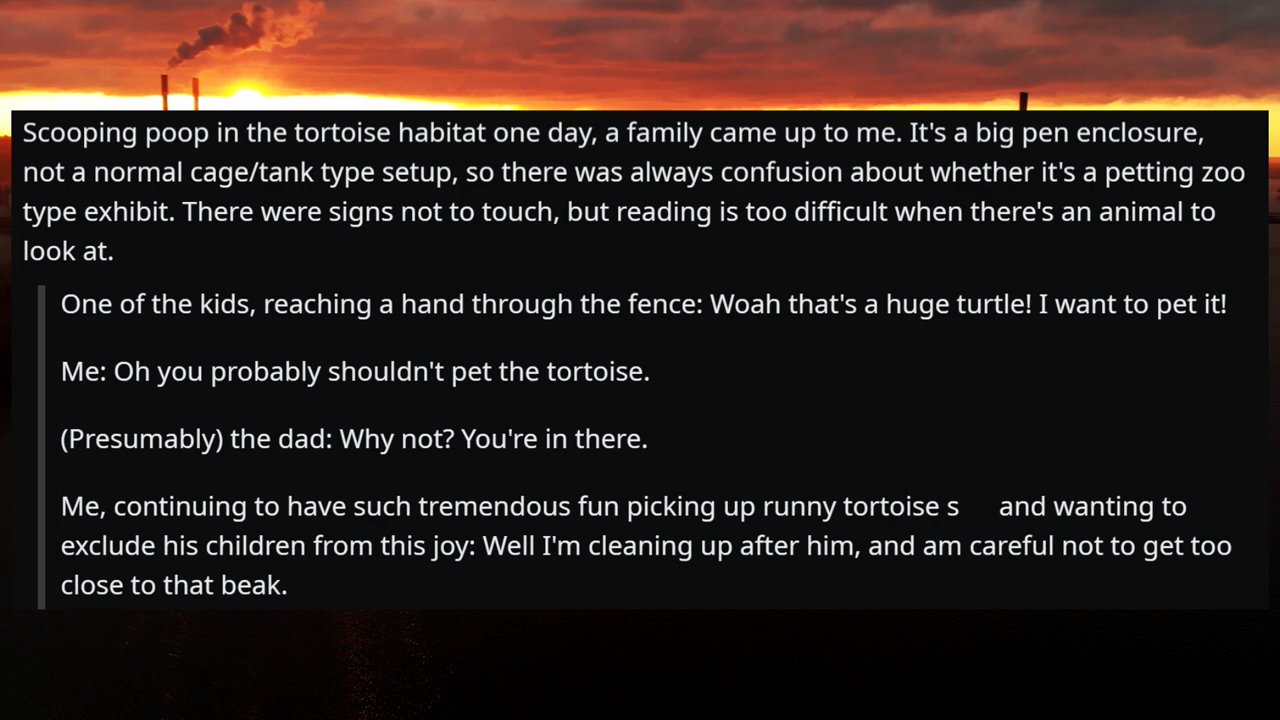 Scooping poop in the tortoise habitat one day, a family came up to me. It's a big pen enclosure,
not a normal cage/tank type setup, so there was always confusion about whether it's a petting zoo
type exhibit. There were signs not to touch, but reading is too difficult when there's an animal to
look at.
One of the kids, reaching a hand through the fence: Woah that's a huge turtle! I want to pet it!
Me: Oh you probably shouldn't pet the tortoise.
(Presumably) the dad: Why not? You're in there.
Me, continuing to have such tremendous fun picking up runny tortoise s and wanting to
exclude his children from this joy: Well I'm cleaning up after him, and am careful not to get too
close to that beak.